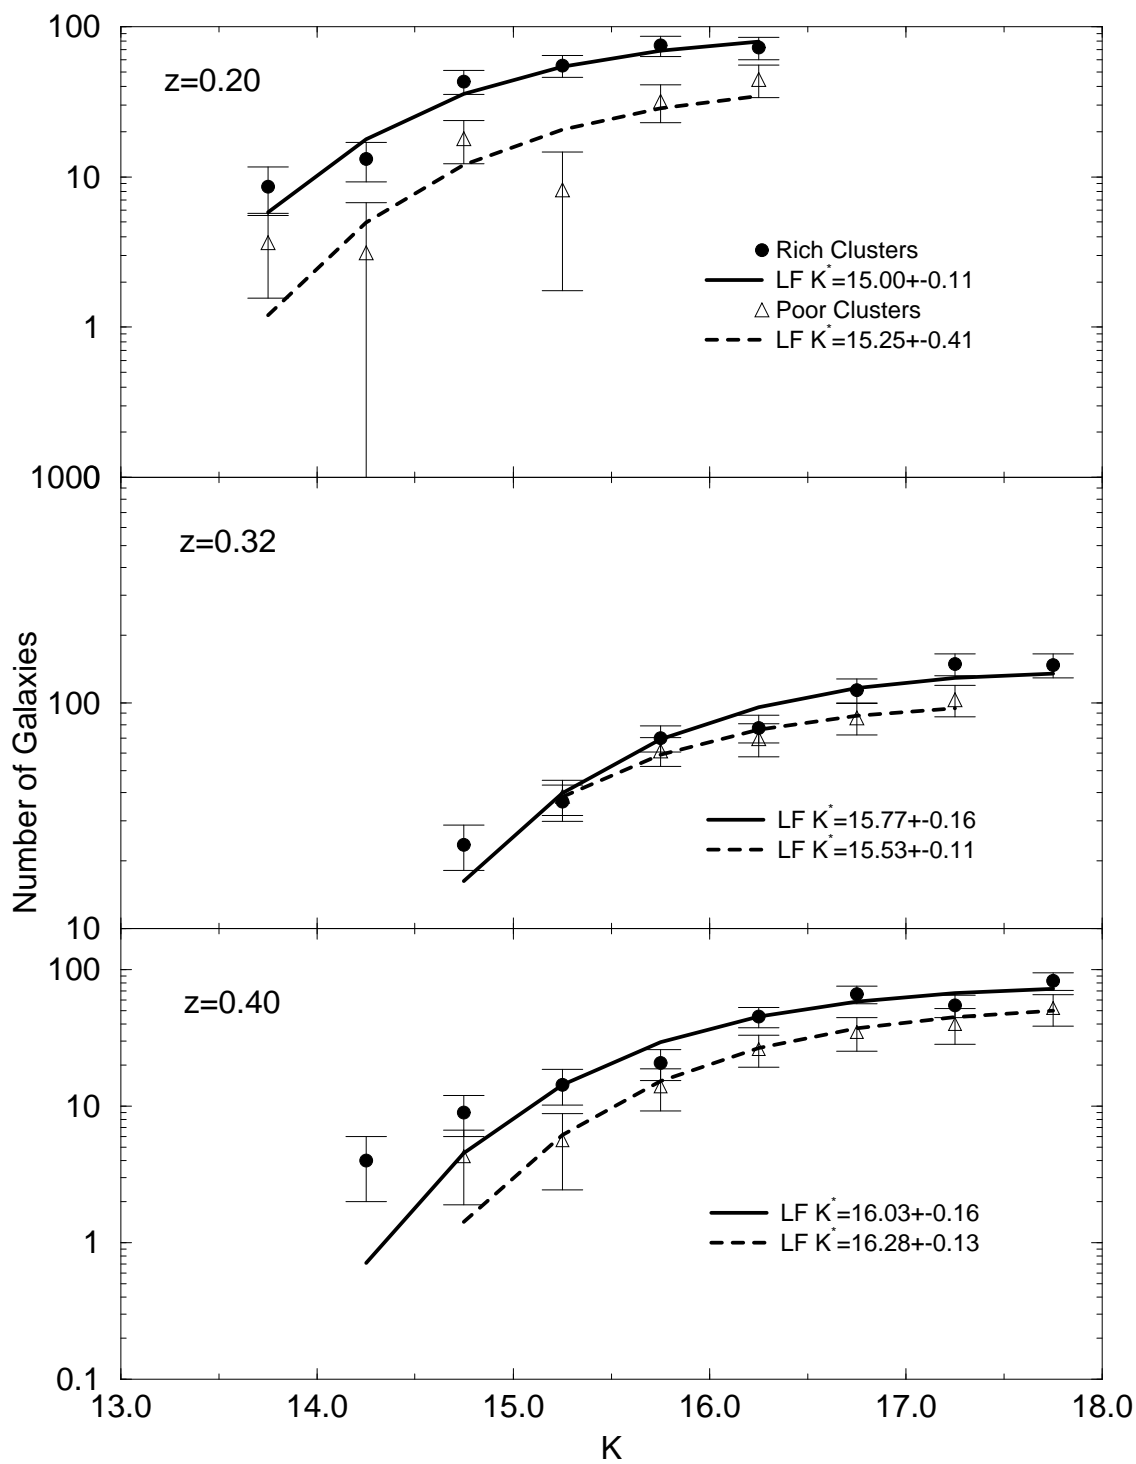 100
z=0.20
10
Rich Clusters
LF K*=15.00+-0.11
Poor Clusters
1
LF K*=15.25+-0.41
1000
z=0.32
Number of Galaxies
100
LF K*=15.77+-0.16
LF K*=15.53+-0.11
10
100
z=0.40
10
LF K*=16.03+-0.16
1
LF K*=16.28+-0.13
0.1
13.0 14.0 15.0 16.0 17.0 18.0
K